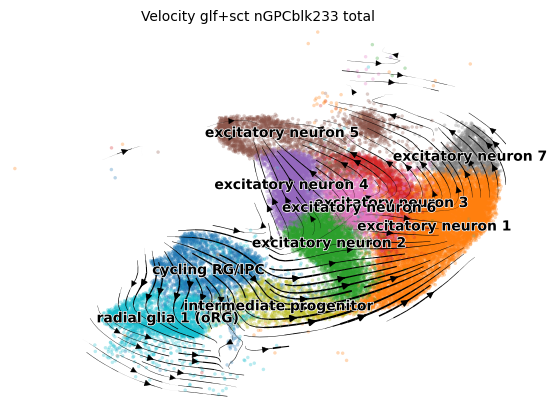 Velocity glf+sct nGPCblk233 total
excitatory neuron 5
excitatory neuron 7
excitatory neuron 4
excitatory neuron 3
excitatory neuron 6
excitatory neuron 1
excitatory neuron 2
cycling RG/IPC
intermediate progenitor
radial glia 1 (oRG)